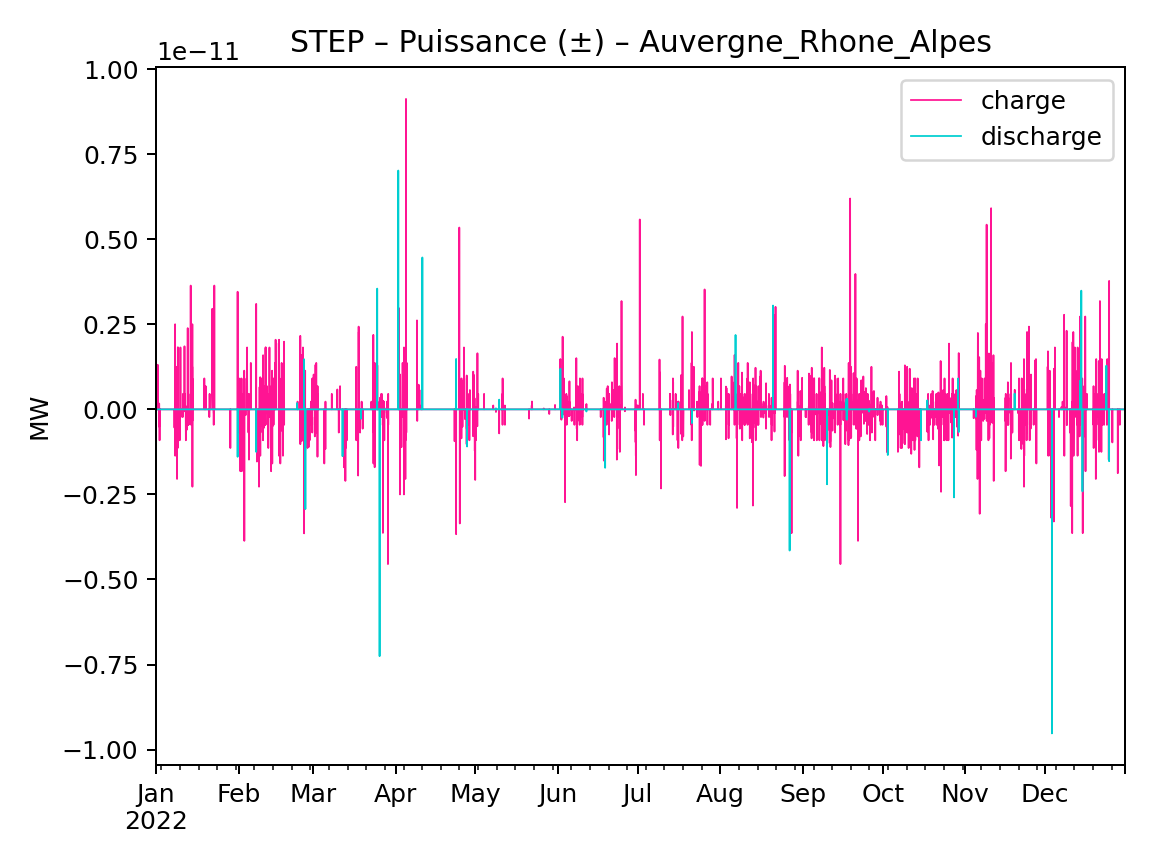 STEP – Puissance (±) – Auvergne_Rhone_Alpes
1e−11
1.00
0.75
0.50
0.25
0.00
−0.25
−0.50
−0.75
−1.00
MW
charge
discharge
Jan Feb Mar Apr May Jun Jul Aug Sep Oct Nov Dec
2022